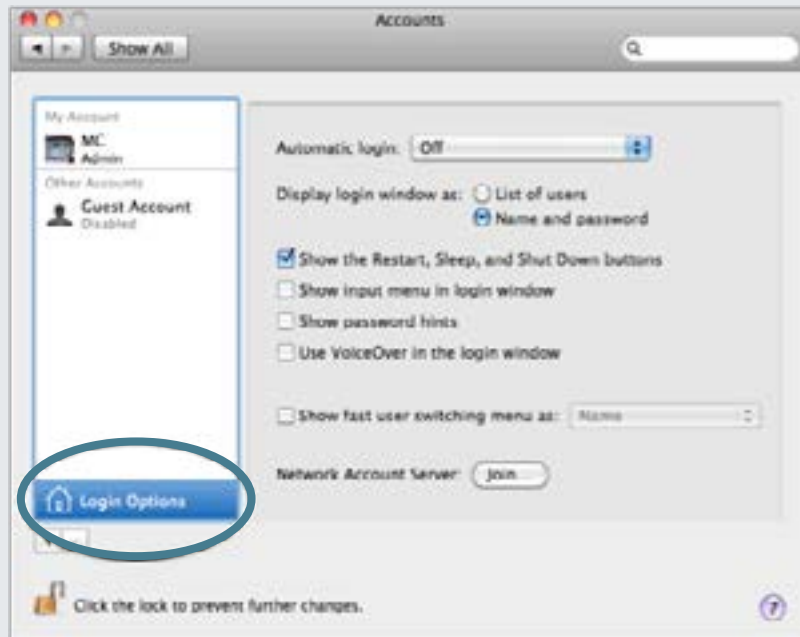 Accounts
Show All
My Account
MC
Admin
Other Accounts
Guest Account
Disabled
Login Options
Automatic login: Off
Display login window as: List of users
Name and password
Show the Restart, Sleep, and Shut Down buttons
Show input menu in login window
Show password hints
Use VoiceOver in the login window
Show fast user switching menu as: Name
Network Account Server: Join...
Click the lock to prevent further changes.
?